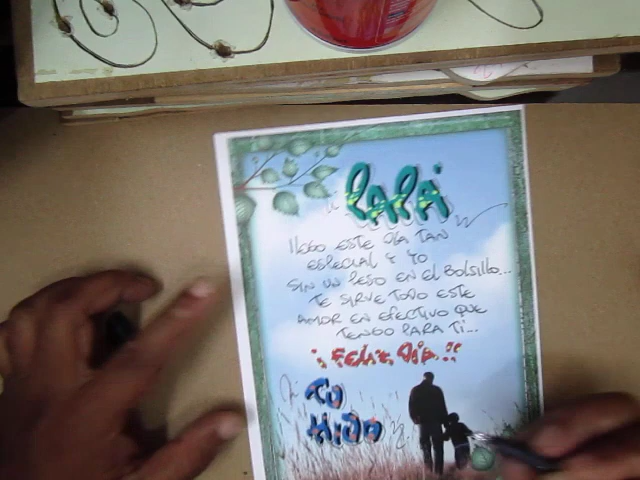 PAPÁ
LLEGO ESTE DÍA TAN
ESPECIAL Y YO
SIN UN PESO EN EL BOLSILLO...
TE SIRVE TODO ESTE
AMOR EN EFECTIVO QUE
TENGO PARA TI...
¡FELIZ DÍA!!
TU
HIJO